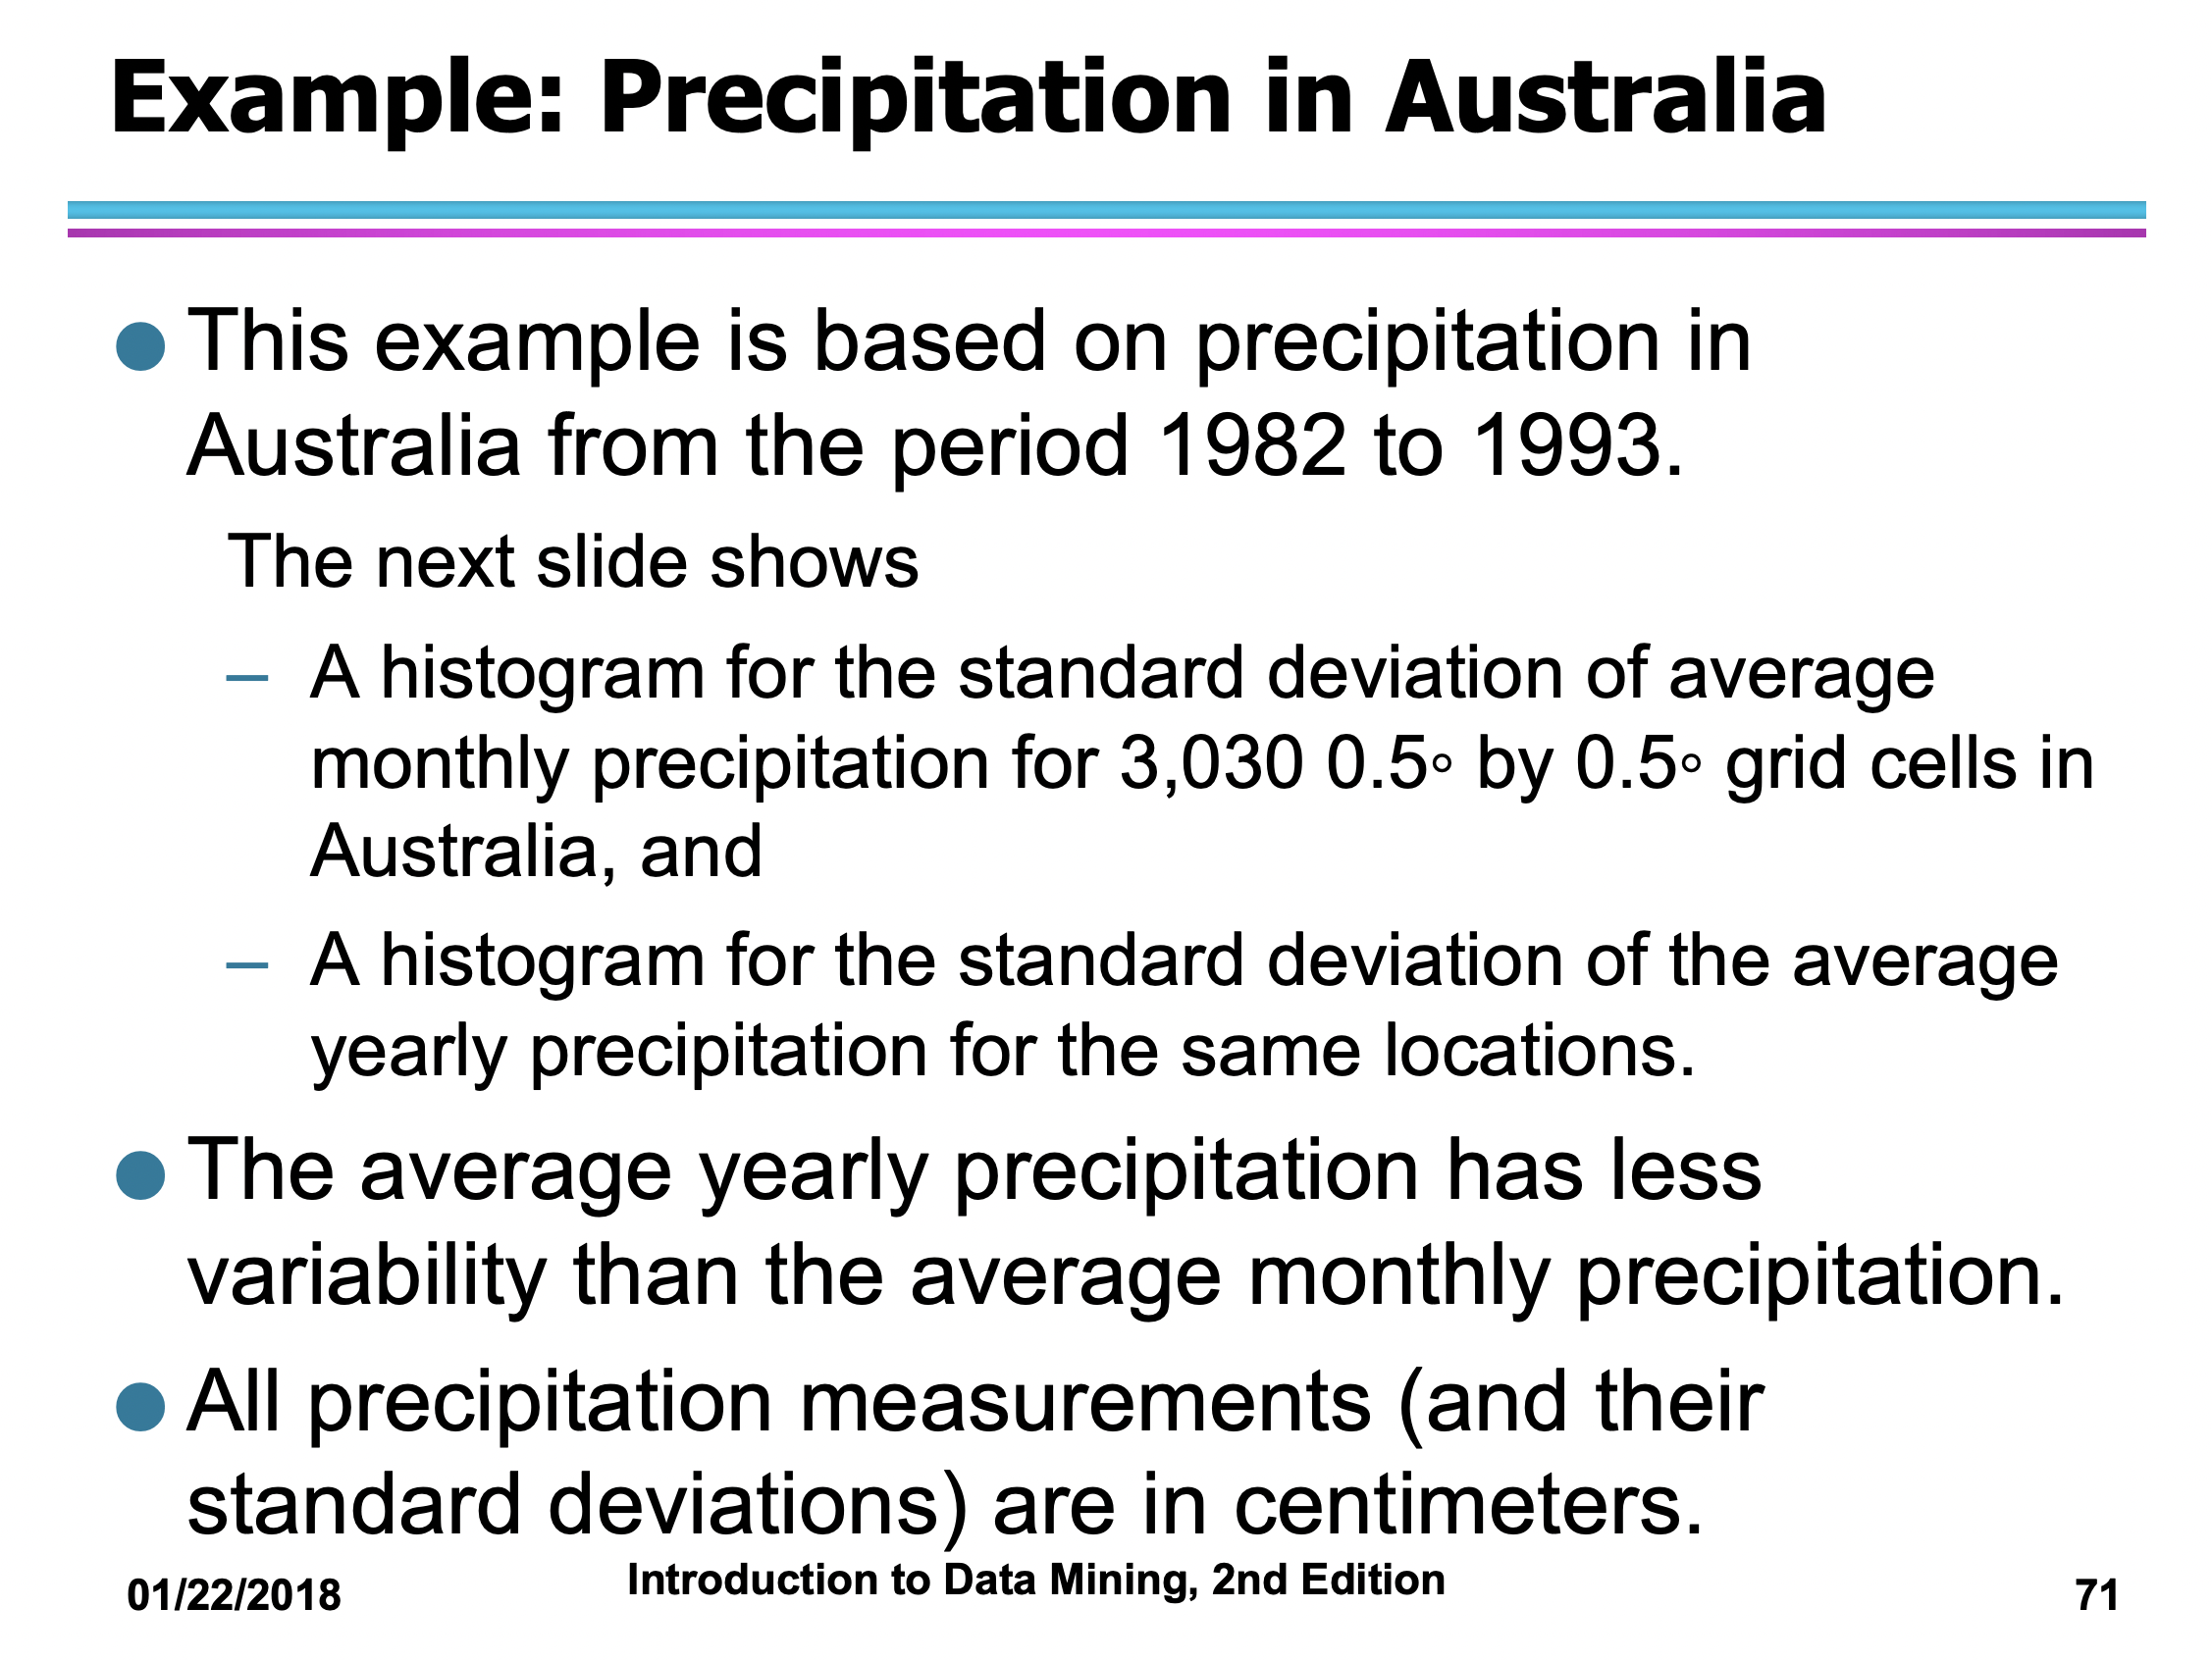 Example: Precipitation in Australia
● This example is based on precipitation in
Australia from the period 1982 to 1993.
The next slide shows
– A histogram for the standard deviation of average
monthly precipitation for 3,030 0.5◦ by 0.5◦ grid cells in
Australia, and
– A histogram for the standard deviation of the average
yearly precipitation for the same locations.
● The average yearly precipitation has less
variability than the average monthly precipitation.
● All precipitation measurements (and their
standard deviations) are in centimeters.
01/22/2018
Introduction to Data Mining, 2nd Edition
71